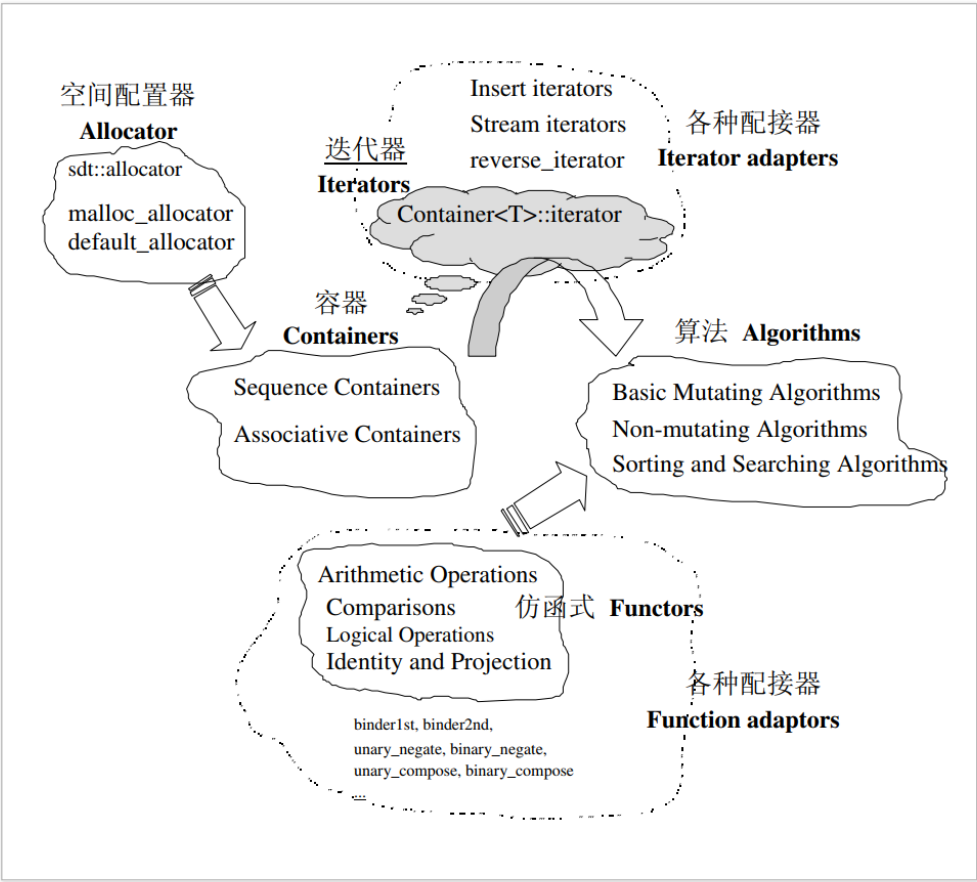 空间配置器
Allocator
sdt::allocator
malloc_allocator
default_allocator
Insert iterators
Stream iterators
reverse_iterator
各种配接器
Iterator adapters
迭代器
Iterators
Container<T>::iterator
容器
Containers
Sequence Containers
Associative Containers
算法 Algorithms
Basic Mutating Algorithms
Non-mutating Algorithms
Sorting and Searching Algorithms
Arithmetic Operations
Comparisons
Logical Operations
Identity and Projection
仿函式 Functors
各种配接器
Function adaptors
binder1st, binder2nd,
unary_negate, binary_negate,
unary_compose, binary_compose
...